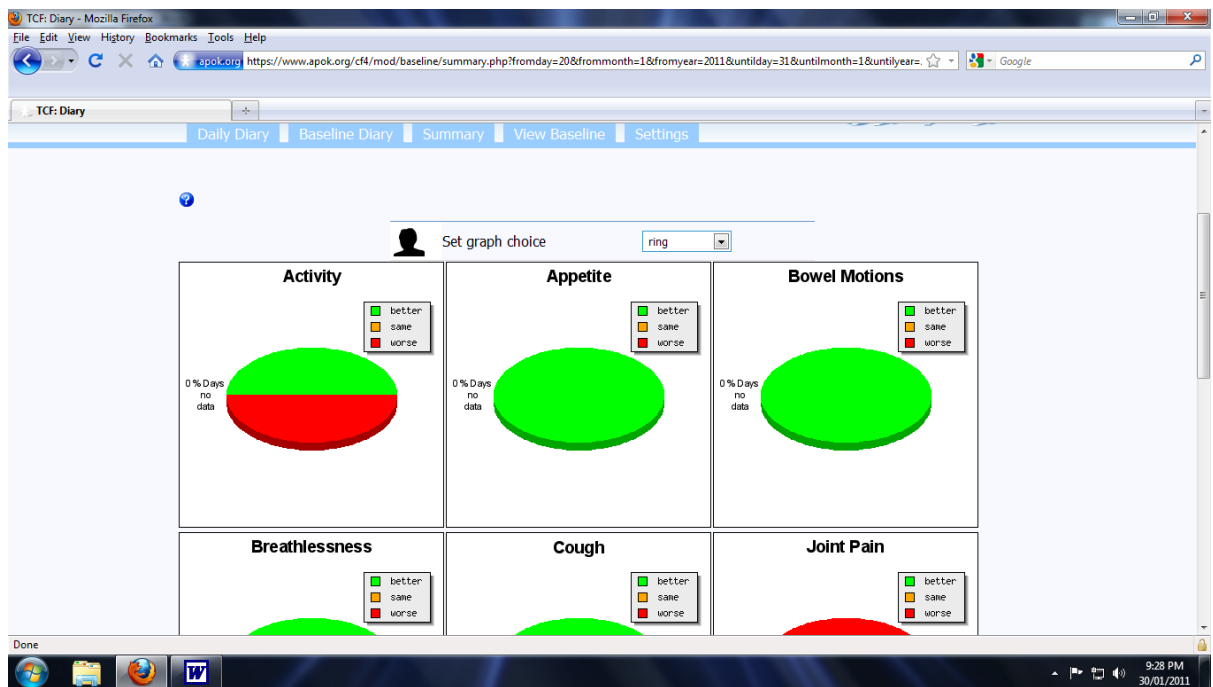 TCF: Diary - Mozilla Firefox
File Edit View History Bookmarks Tools Help
apok.org https://www.apok.org/cf4/mod/baseline/summary.php?fromday=20&frommonth=1&fromyear=2011&untilday=31&untilmonth=1&untilyear=. Google
TCF: Diary
Daily Diary Baseline Diary Summary View Baseline Settings
?
Set graph choice ring
Activity
better
same
worse
0 % Days
no
data
Appetite
better
same
worse
0 % Days
no
data
Bowel Motions
better
same
worse
0 % Days
no
data
Breathlessness
better
same
worse
Cough
better
same
worse
Joint Pain
better
same
worse
Done
W
9:28 PM
30/01/2011